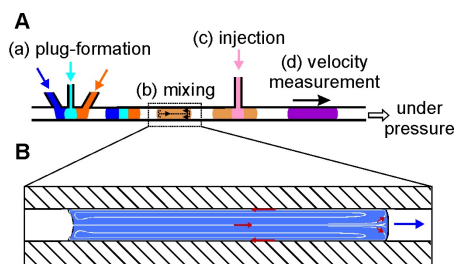 A
(a) plug-formation
(c) injection
(b) mixing
(d) velocity
measurement
under
pressure
B